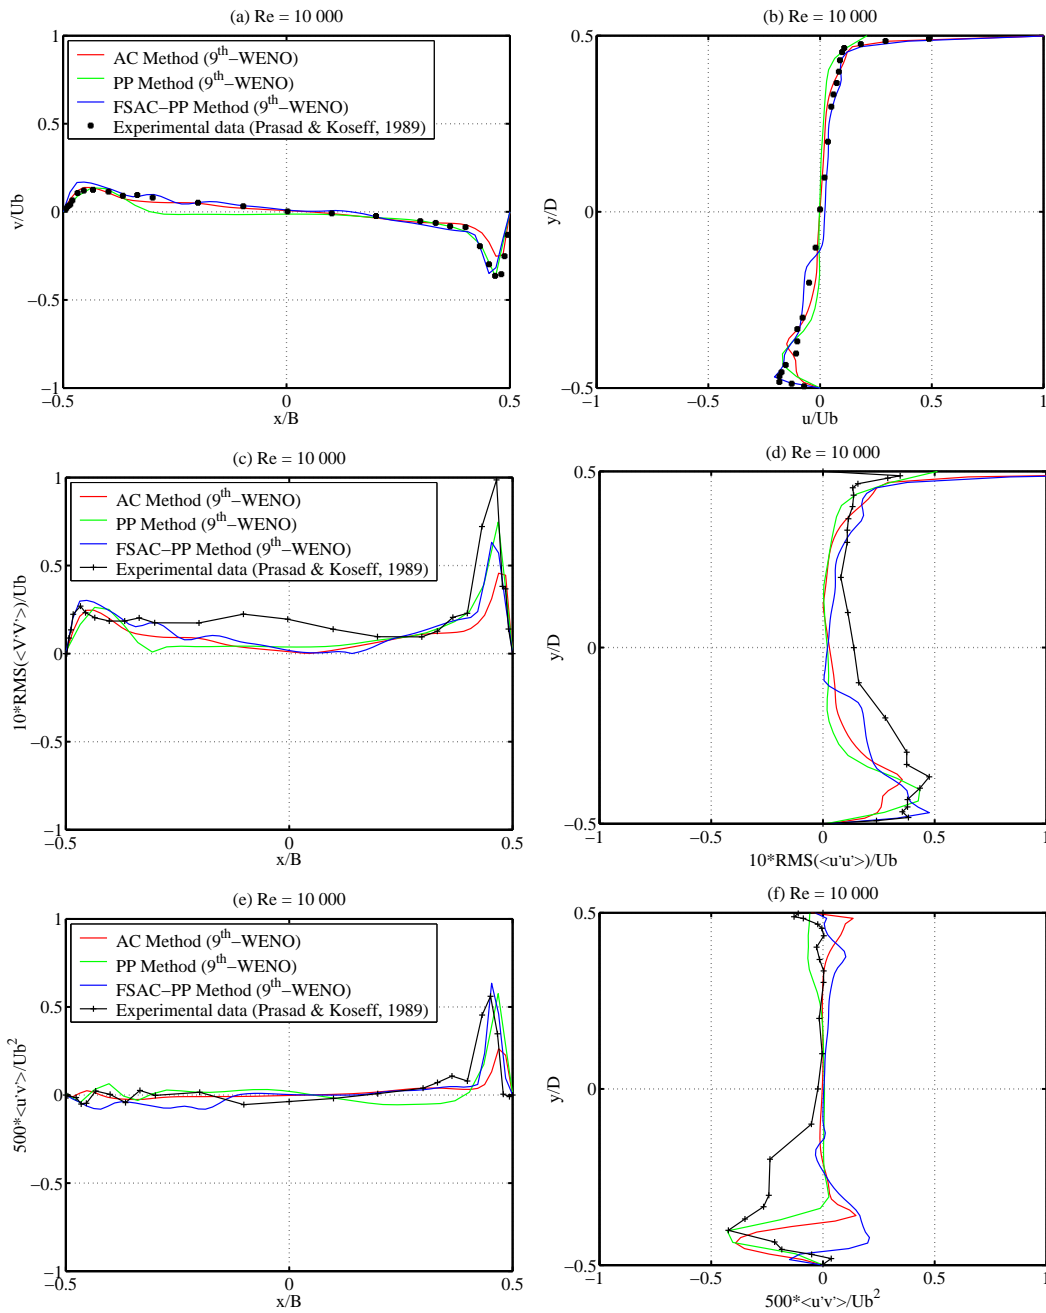 (a) Re = 10 000
1
AC Method (9th−WENO)
PP Method (9th−WENO)
FSAC−PP Method (9th−WENO)
Experimental data (Prasad & Koseff, 1989)
0.5
0
−0.5
−1
v/Ub
−0.5
0
0.5
x/B
(b) Re = 10 000
0.5
0
−0.5
y/D
−1
−0.5
0
0.5
1
u/Ub
(c) Re = 10 000
1
AC Method (9th−WENO)
PP Method (9th−WENO)
FSAC−PP Method (9th−WENO)
Experimental data (Prasad & Koseff, 1989)
0.5
0
−0.5
−1
10*RMS(<V'V'>)/Ub
−0.5
0
0.5
x/B
(d) Re = 10 000
0.5
0
−0.5
y/D
−1
−0.5
0
0.5
1
10*RMS(<u'u'>)/Ub
(e) Re = 10 000
1
AC Method (9th−WENO)
PP Method (9th−WENO)
FSAC−PP Method (9th−WENO)
Experimental data (Prasad & Koseff, 1989)
0.5
0
−0.5
−1
500*<u'v'>/Ub2
−0.5
0
0.5
x/B
(f) Re = 10 000
0.5
0
−0.5
y/D
−1
−0.5
0
0.5
1
500*<u'v'>/Ub2